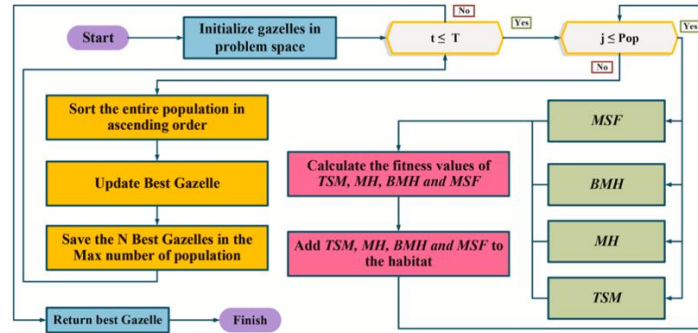 No
Start
Initialize gazelles in
problem space
t ≤ T
Yes
j ≤ Pop
Yes
No
Sort the entire population in
ascending order
MSF
Calculate the fitness values of
TSM, MH, BMH and MSF
Update Best Gazelle
BMH
Save the N Best Gazelles in the
Max number of population
Add TSM, MH, BMH and MSF to
the habitat
MH
TSM
Return best Gazelle
Finish